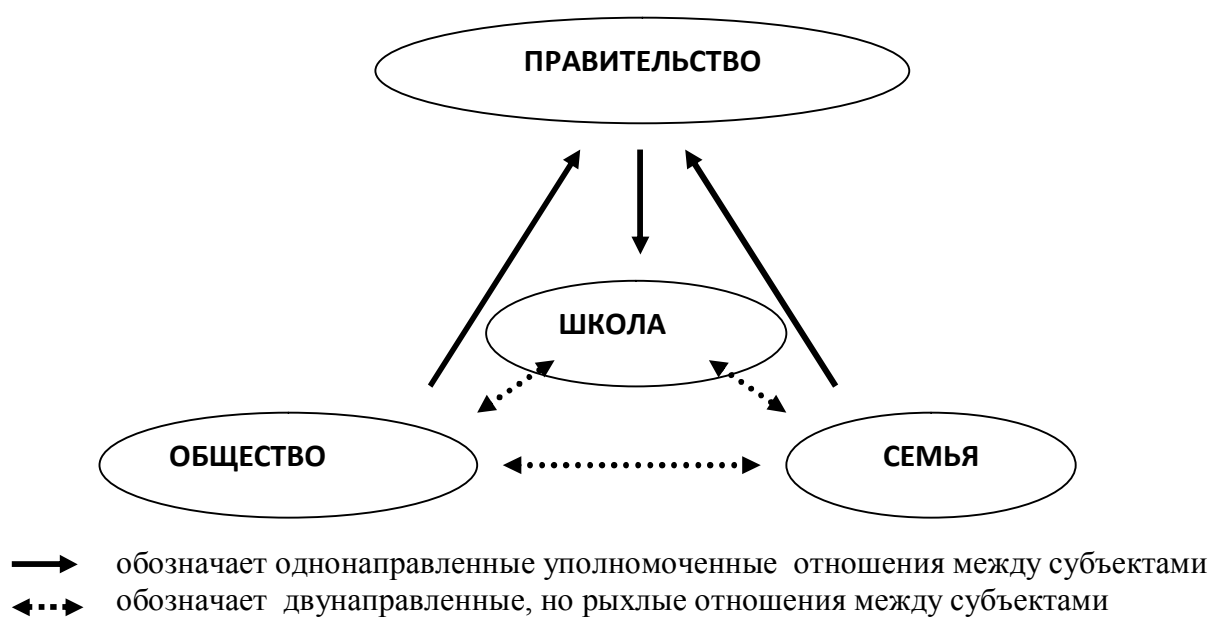 ПРАВИТЕЛЬСТВО
ШКОЛА
ОБЩЕСТВО
СЕМЬЯ
обозначает однонаправленные уполномоченные отношения между субъектами
обозначает двунаправленные, но рыхлые отношения между субъектами